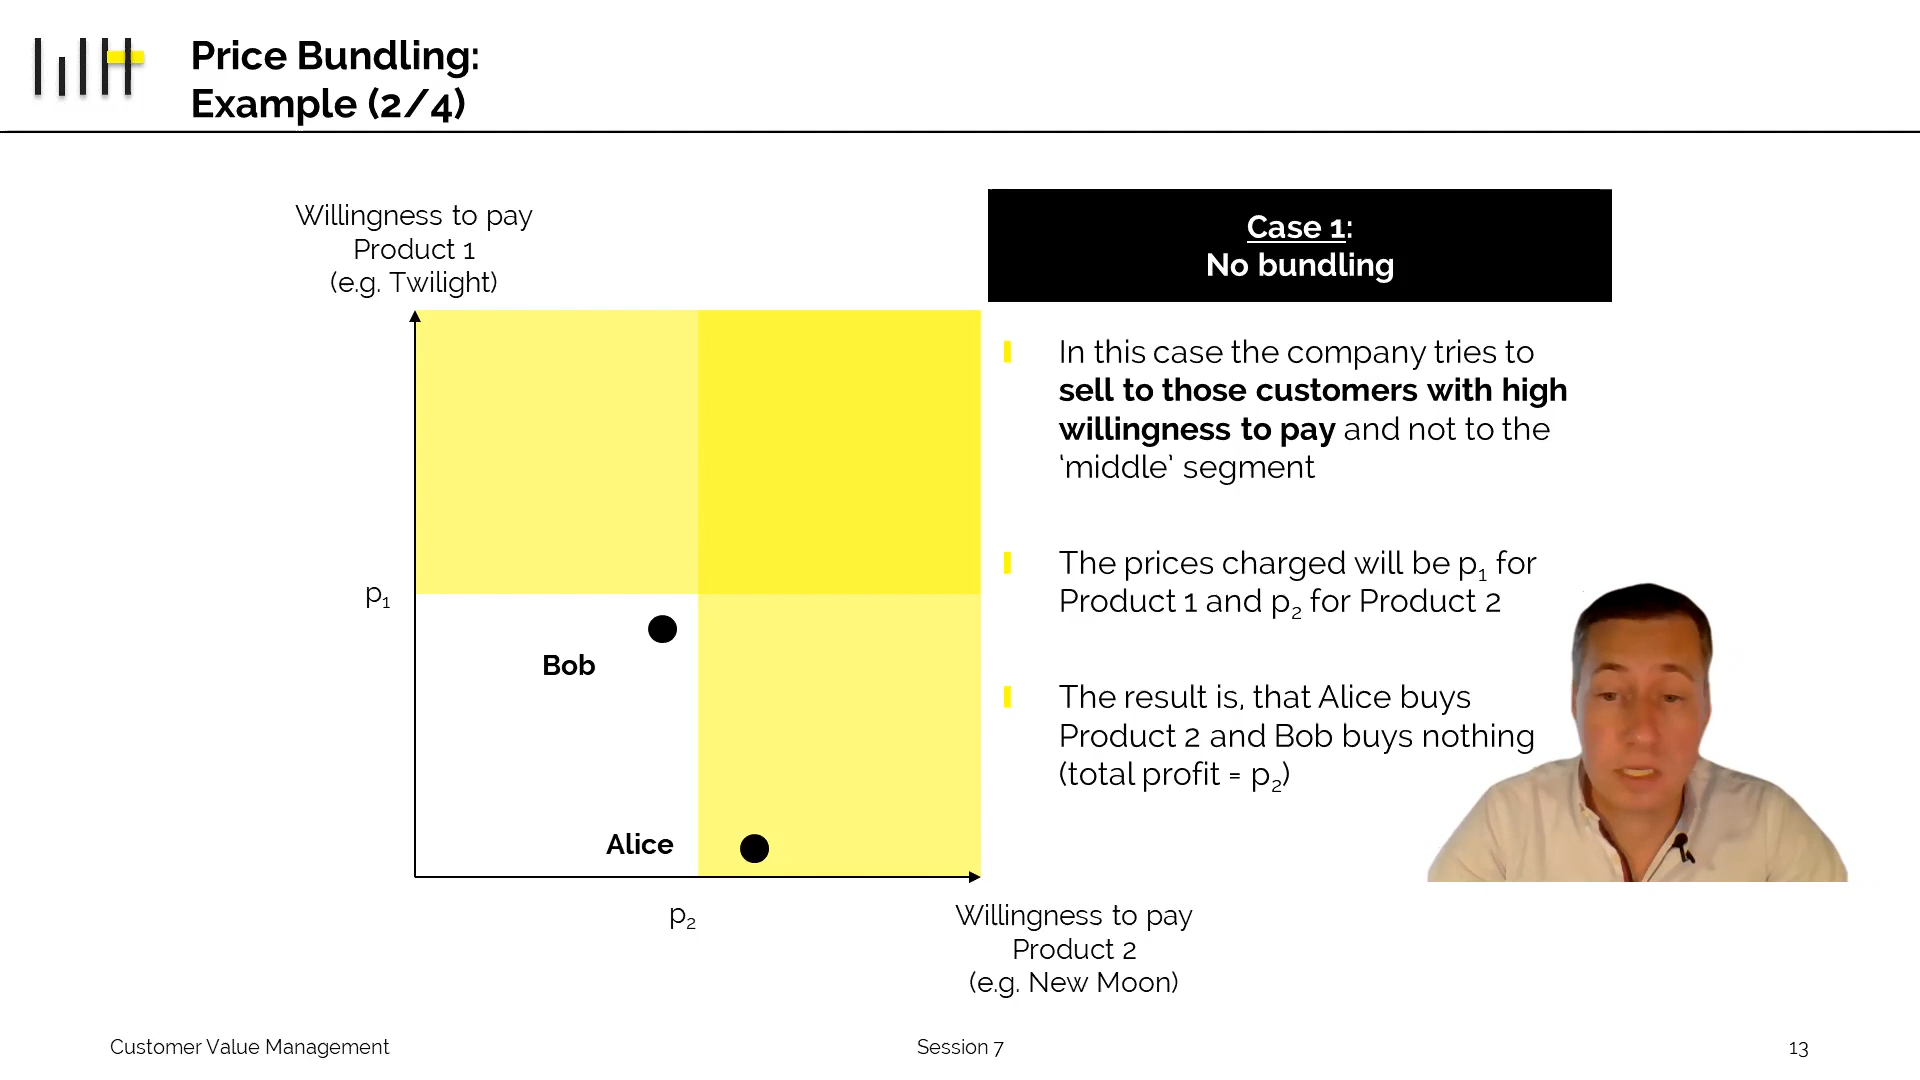 Price Bundling:
Example (2/4)
Willingness to pay
Product 1
(e.g. Twilight)
Case 1:
No bundling
In this case the company tries to
sell to those customers with high
willingness to pay and not to the
‘middle’ segment
The prices charged will be p₁ for
Product 1 and p₂ for Product 2
The result is, that Alice buys
Product 2 and Bob buys nothing
(total profit = p₂)
p₁
Bob
Alice
p₂
Willingness to pay
Product 2
(e.g. New Moon)
Customer Value Management
Session 7
13